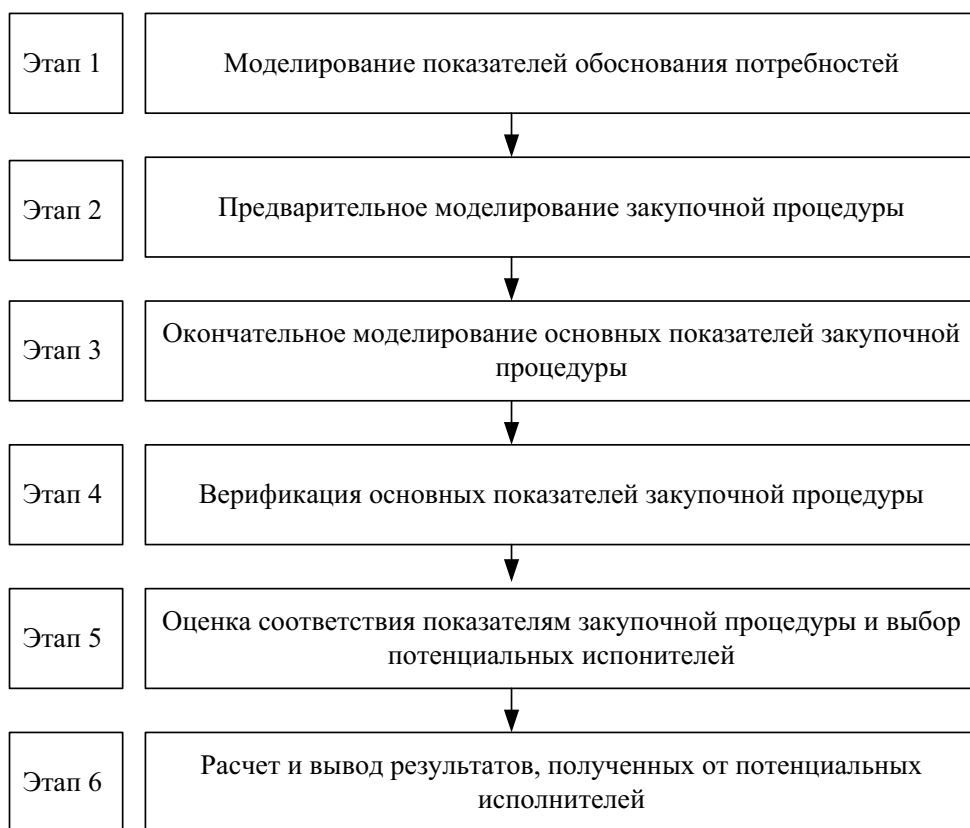 Этап 1
Моделирование показателей обоснования потребностей
Этап 2
Предварительное моделирование закупочной процедуры
Этап 3
Окончательное моделирование основных показателей закупочной
процедуры
Этап 4
Верификация основных показателей закупочной процедуры
Этап 5
Оценка соответствия показателям закупочной процедуры и выбор
потенциальных испонителей
Этап 6
Расчет и вывод результатов, полученных от потенциальных
исполнителей